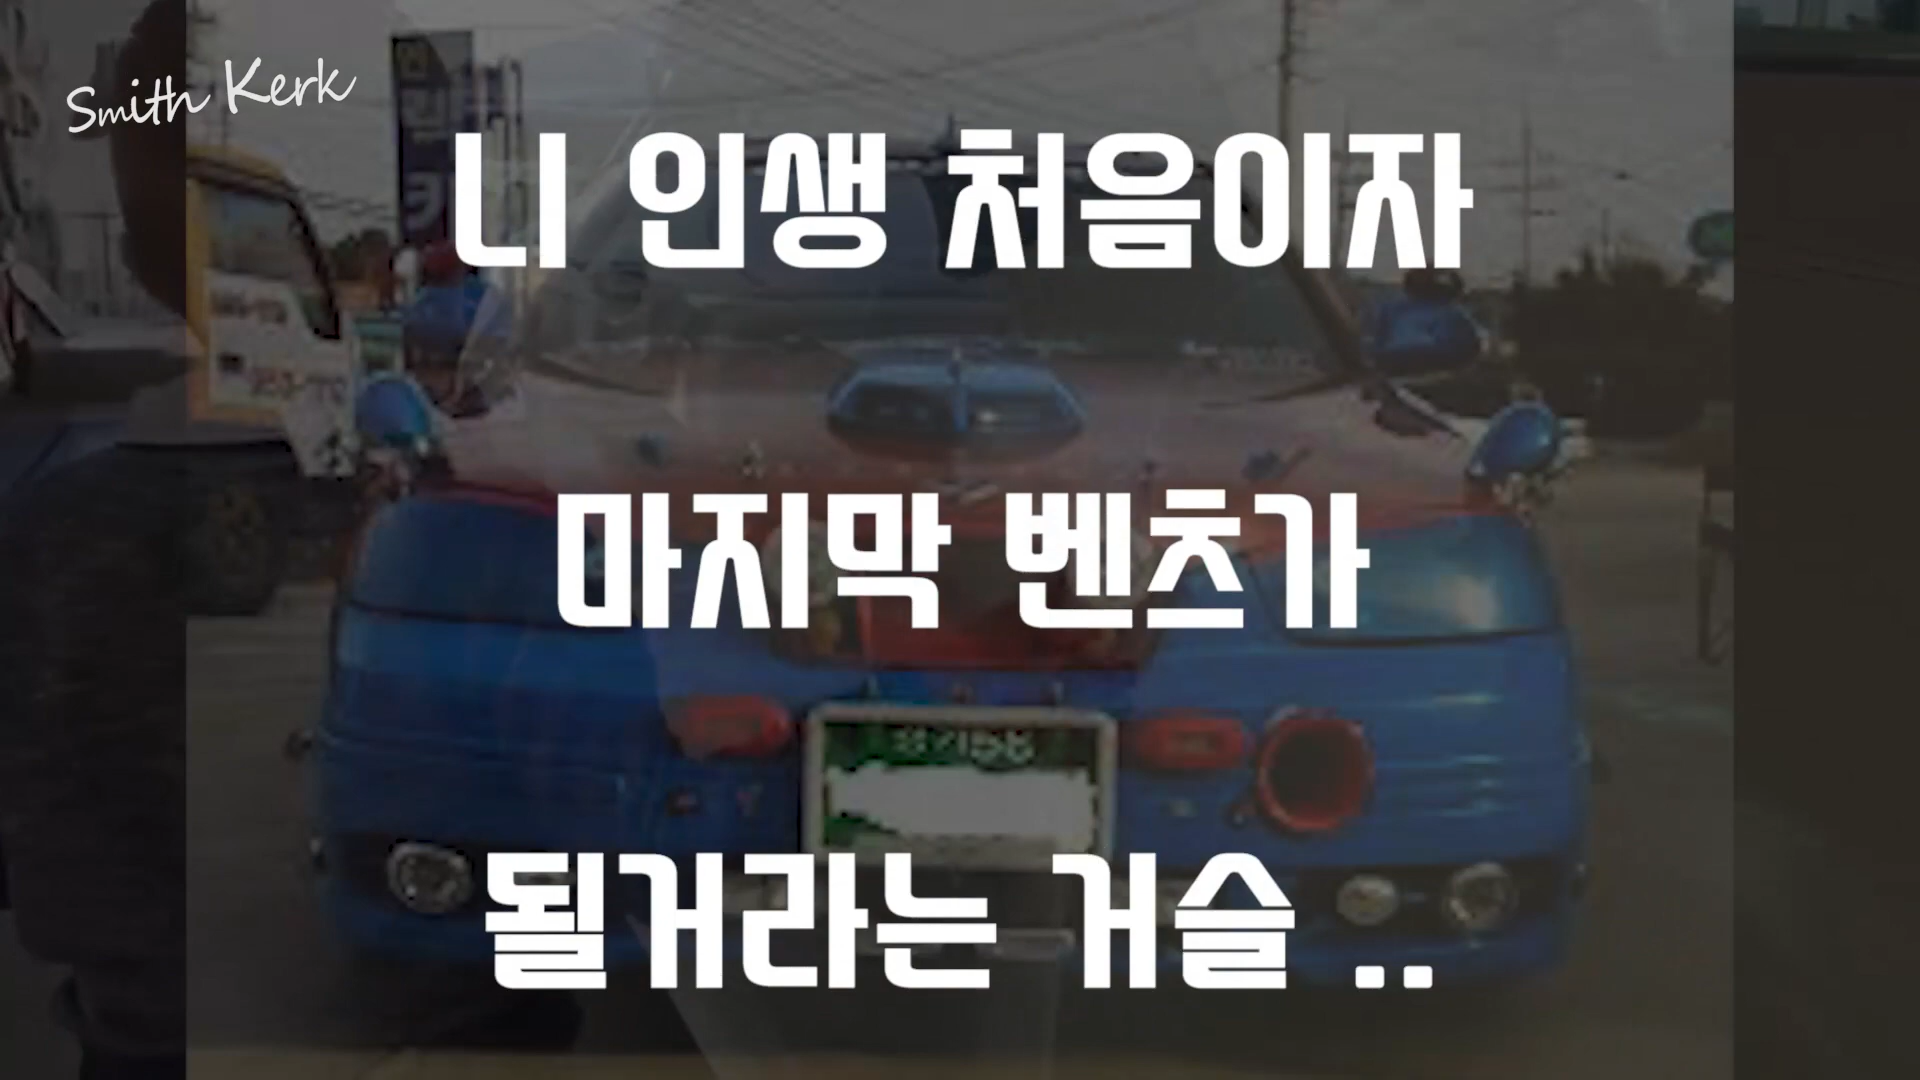 Smith Kerk
니 인생 처음이자
마지막 벤츠가
될거라는 거슬 ..